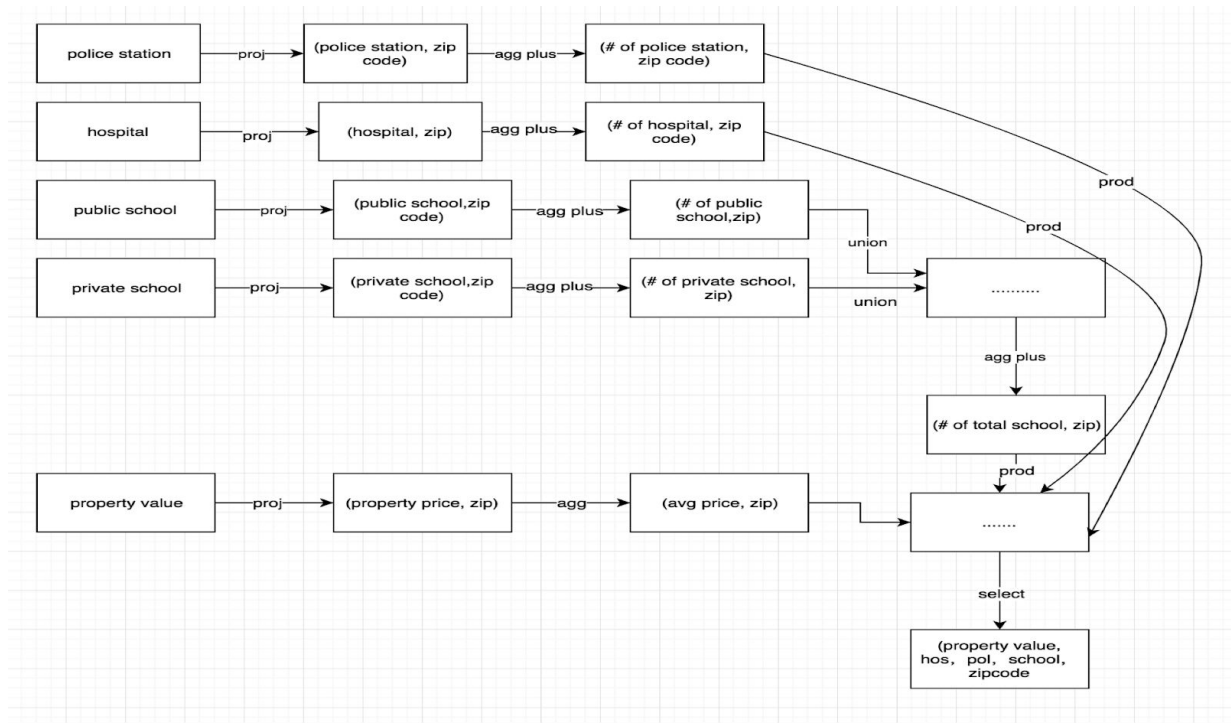 police station
proj
(police station, zip
code)
agg plus
(# of police station,
zip code)
hospital
proj
(hospital, zip)
agg plus
(# of hospital, zip
code)
prod
prod
public school
proj
(public school,zip
code)
agg plus
(# of public
school,zip)
union
private school
proj
(private school,zip
code)
agg plus
(# of private school,
zip)
union
..........
agg plus
(# of total school, zip)
prod
property value
proj
(property price, zip)
agg
(avg price, zip)
.......
select
(property value,
hos, pol, school,
zipcode